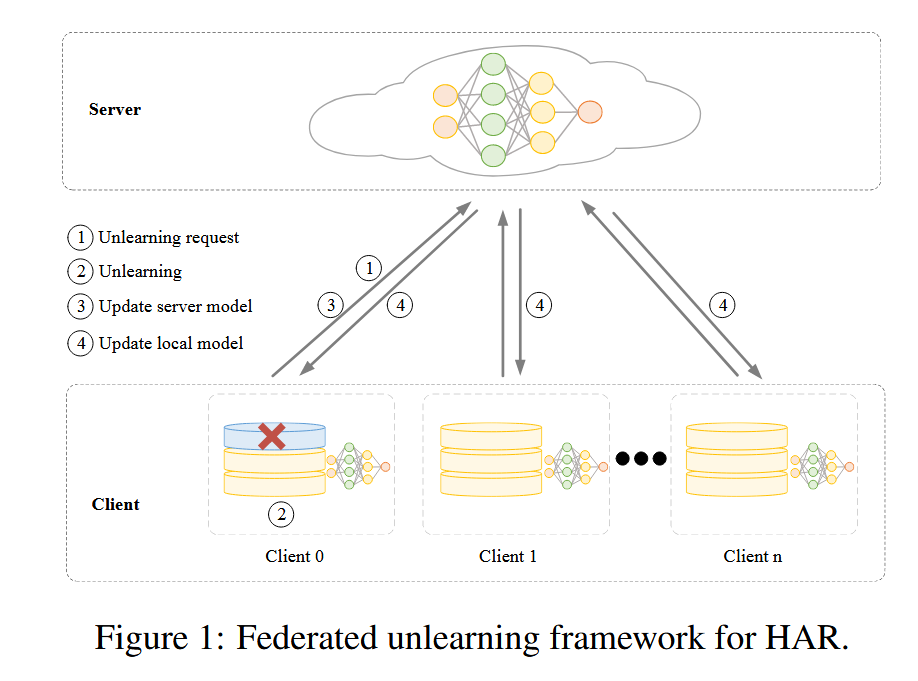 Server
1 Unlearning request
2 Unlearning
3 Update server model
4 Update local model
1
3
4
4
4
Client
2
Client 0
Client 1
Client n
Figure 1: Federated unlearning framework for HAR.